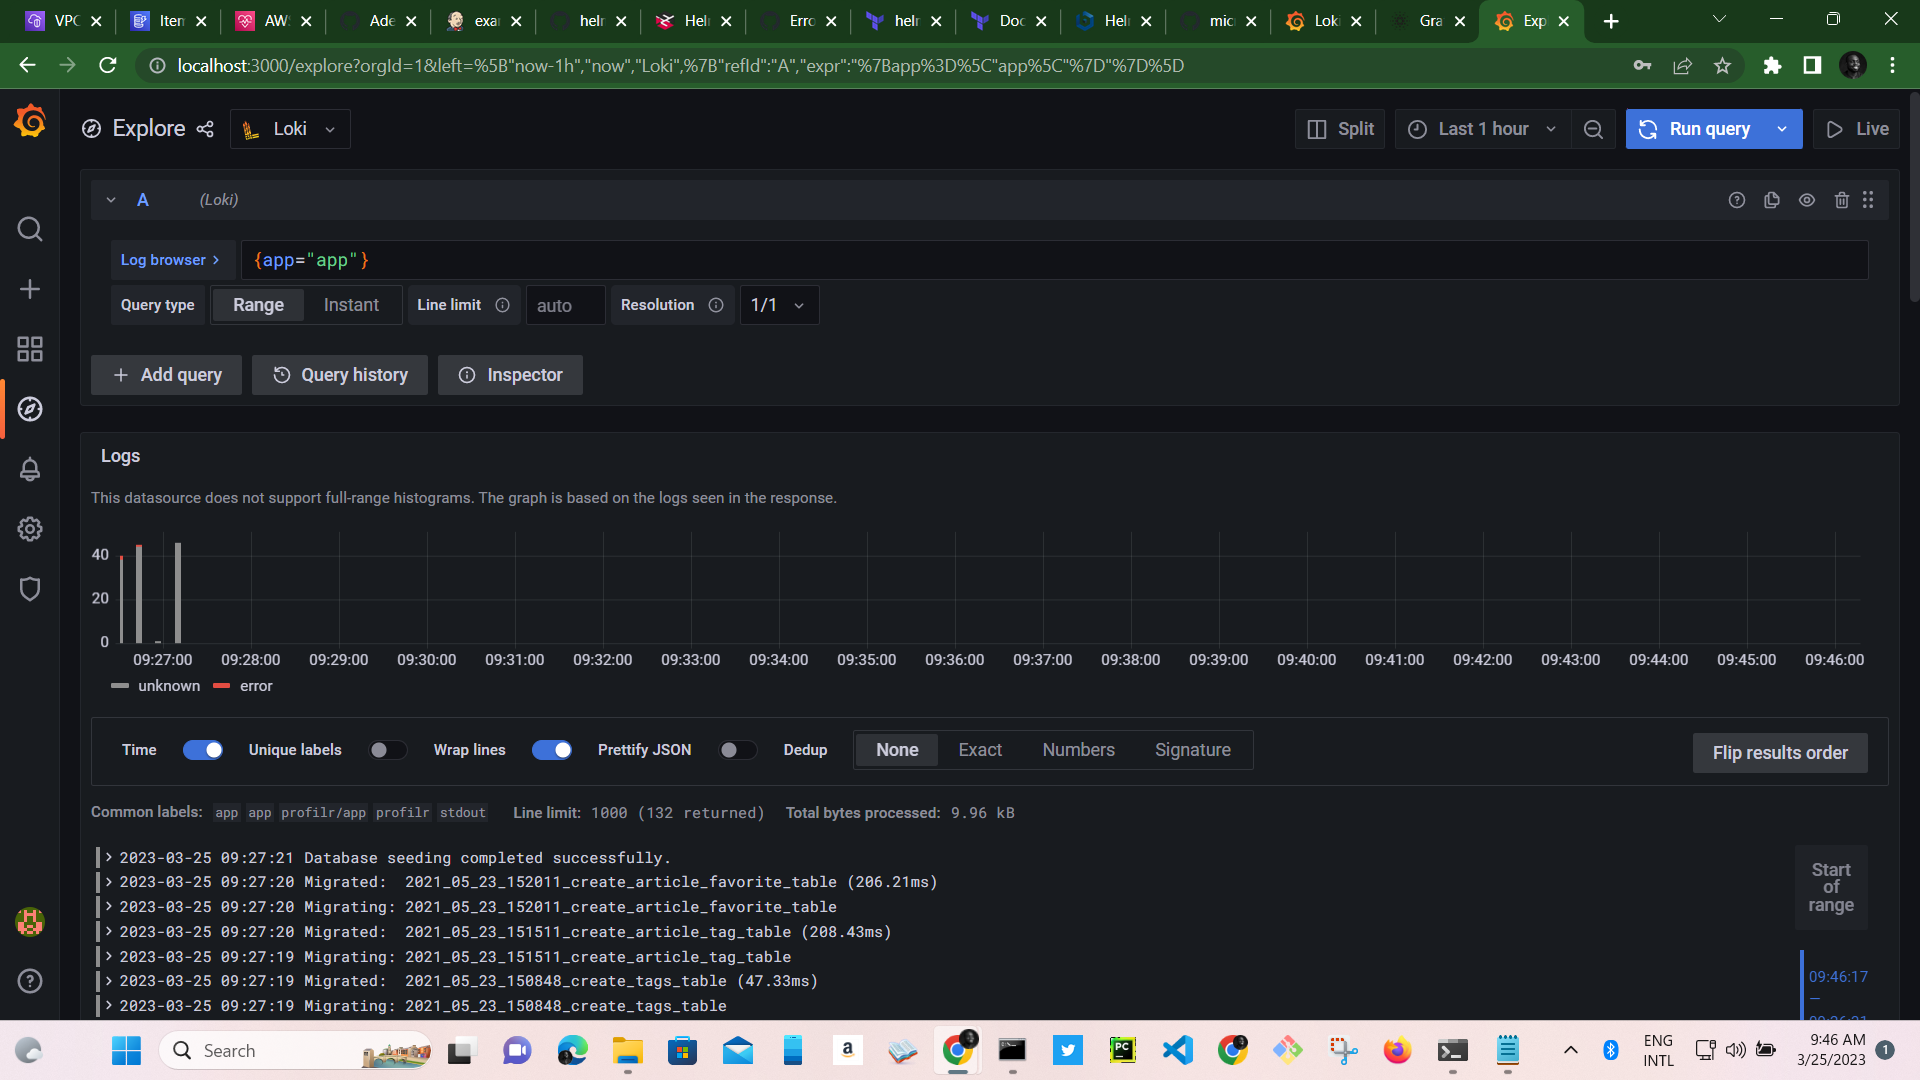 VPC
Item
AWS
Ade
exar
helm
Helm
Erro
helm
Doc
Helm
micr
Loki
Gra
Exp
localhost:3000/explore?orgId=1&left=%5B"now-1h","now","Loki",%7B"refId":"A","expr":"%7Bapp%3D%5C"app%5C"%7D"%7D%5D
Explore
Loki
Split
Last 1 hour
Run query
Live
A
(Loki)
Log browser >
{app="app"}
Query type
Range
Instant
Line limit
auto
Resolution
1/1
+ Add query
Query history
Inspector
Logs
This datasource does not support full-range histograms. The graph is based on the logs seen in the response.
40
20
0
09:27:00 09:28:00 09:29:00 09:30:00 09:31:00 09:32:00 09:33:00 09:34:00 09:35:00 09:36:00 09:37:00 09:38:00 09:39:00 09:40:00 09:41:00 09:42:00 09:43:00 09:44:00 09:45:00 09:46:00
unknown error
Time
Unique labels
Wrap lines
Prettify JSON
Dedup
None
Exact
Numbers
Signature
Flip results order
Common labels: app app profilr/app profilr stdout Line limit: 1000 (132 returned) Total bytes processed: 9.96 kB
> 2023-03-25 09:27:21 Database seeding completed successfully.
> 2023-03-25 09:27:20 Migrated: 2021_05_23_152011_create_article_favorite_table (206.21ms)
> 2023-03-25 09:27:20 Migrating: 2021_05_23_152011_create_article_favorite_table
> 2023-03-25 09:27:20 Migrated: 2021_05_23_151511_create_article_tag_table (208.43ms)
> 2023-03-25 09:27:19 Migrating: 2021_05_23_151511_create_article_tag_table
> 2023-03-25 09:27:19 Migrated: 2021_05_23_150848_create_tags_table (47.33ms)
> 2023-03-25 09:27:19 Migrating: 2021_05_23_150848_create_tags_table
Start
of
range
09:46:17
—
Search
a
PC
ENG
INTL
9:46 AM
3/25/2023
1